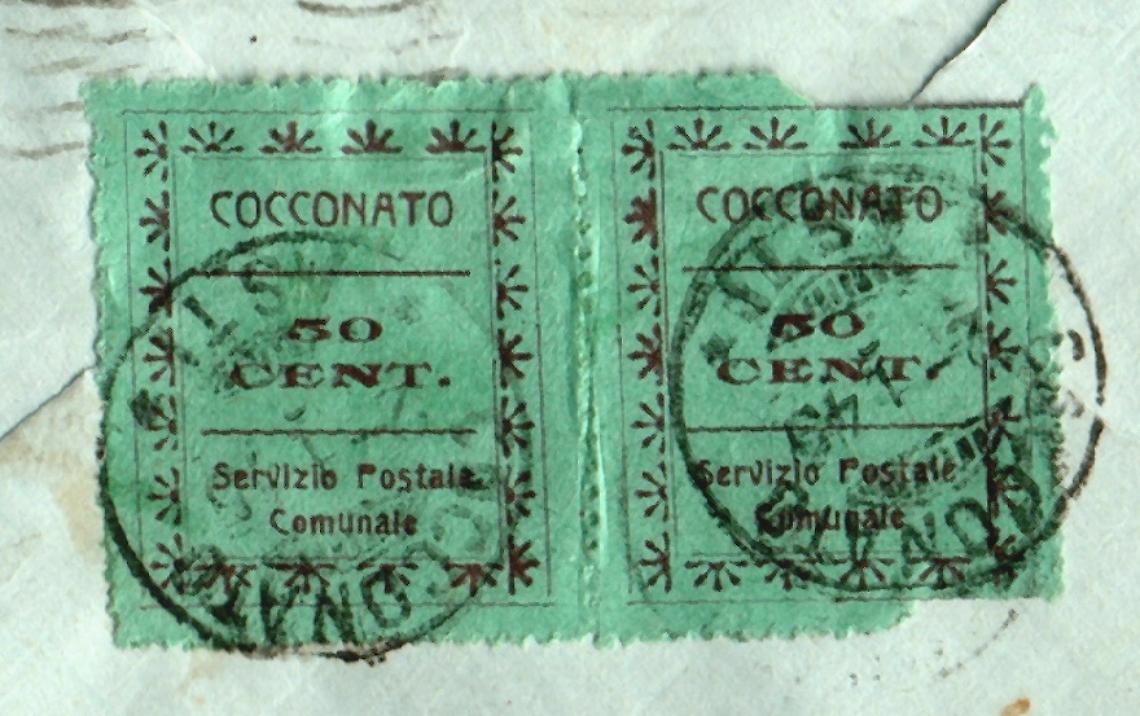 COCCONATO
50
CENT.
Servizio Postale
Comunale
COCCONATO
50
CENT.
Servizio Postale
Comunale